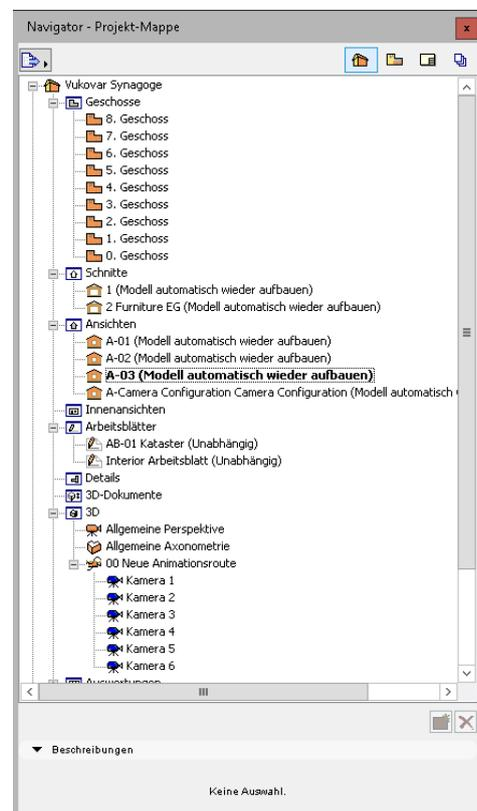 Navigator - Projekt-Mappe
x
Vukovar Synagoge
Geschosse
8. Geschoss
7. Geschoss
6. Geschoss
5. Geschoss
4. Geschoss
3. Geschoss
2. Geschoss
1. Geschoss
0. Geschoss
Schnitte
1 (Modell automatisch wieder aufbauen)
2 Furniture EG (Modell automatisch wieder aufbauen)
Ansichten
A-01 (Modell automatisch wieder aufbauen)
A-02 (Modell automatisch wieder aufbauen)
A-03 (Modell automatisch wieder aufbauen)
A-Camera Configuration Camera Configuration (Modell automatisch
Innenansichten
Arbeitsblätter
AB-01 Kataster (Unabhängig)
Interior Arbeitsblatt (Unabhängig)
Details
3D-Dokumente
3D
Allgemeine Perspektive
Allgemeine Axonometrie
00 Neue Animationsroute
Kamera 1
Kamera 2
Kamera 3
Kamera 4
Kamera 5
Kamera 6
Auswertungen
Beschreibungen
Keine Auswahl.